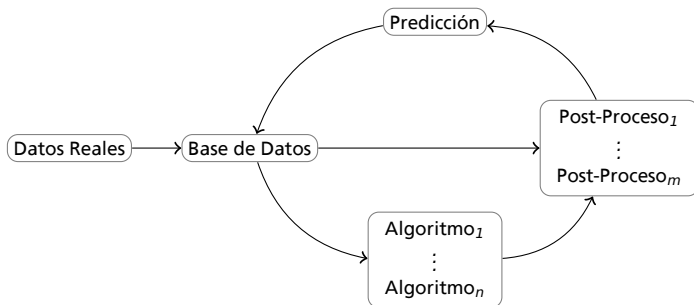 Predicción
Datos Reales
Base de Datos
Post-Proceso₁
⋮
Post-Procesoₘ
Algoritmo₁
⋮
Algoritmoₙ